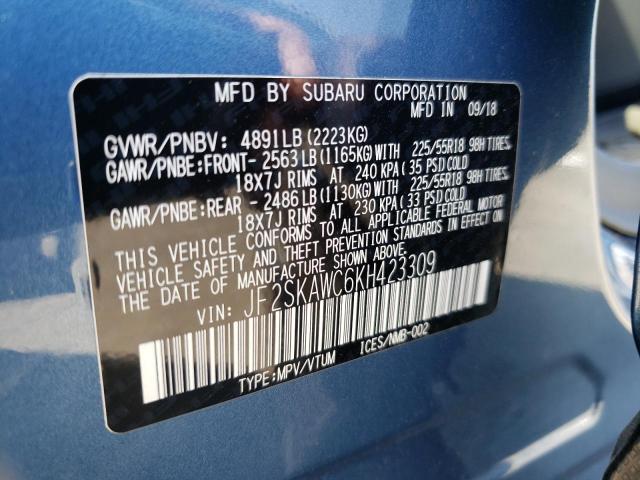 MFD BY SUBARU CORPORATION
MFD IN 09/18
GVWR/PNBV: 4891LB (2223KG)
GAWR/PNBE:FRONT- 2563LB (1165KG)WITH 225/55R18 98H TIRES
18X7J RIMS AT 240 KPA (35 PSI)COLD
GAWR/PNBE:REAR - 2486LB (1130KG)WITH 225/55R18 98H TIRES
18X7J RIMS AT 230 KPA (33 PSI)COLD
THIS VEHICLE CONFORMS TO ALL APPLICABLE FEDERAL MOTOR
VEHICLE SAFETY AND THEFT PREVENTION STANDARDS IN EFFECT ON
THE DATE OF MANUFACTURE SHOWN ABOVE.
VIN: JF2SKAWC6KH423309
TYPE:MPV/VTUM ICES/NMB-002